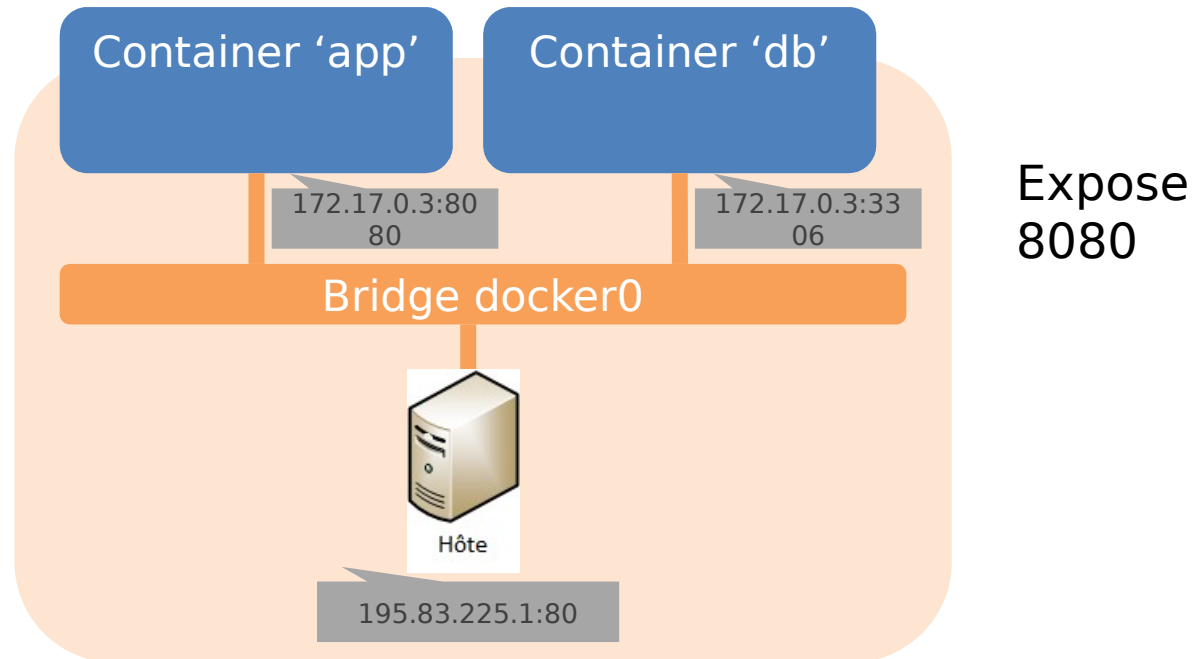 Container ‘app’
Container ‘db’
172.17.0.3:80
80
172.17.0.3:33
06
Expose
8080
Bridge docker0
Hôte
195.83.225.1:80